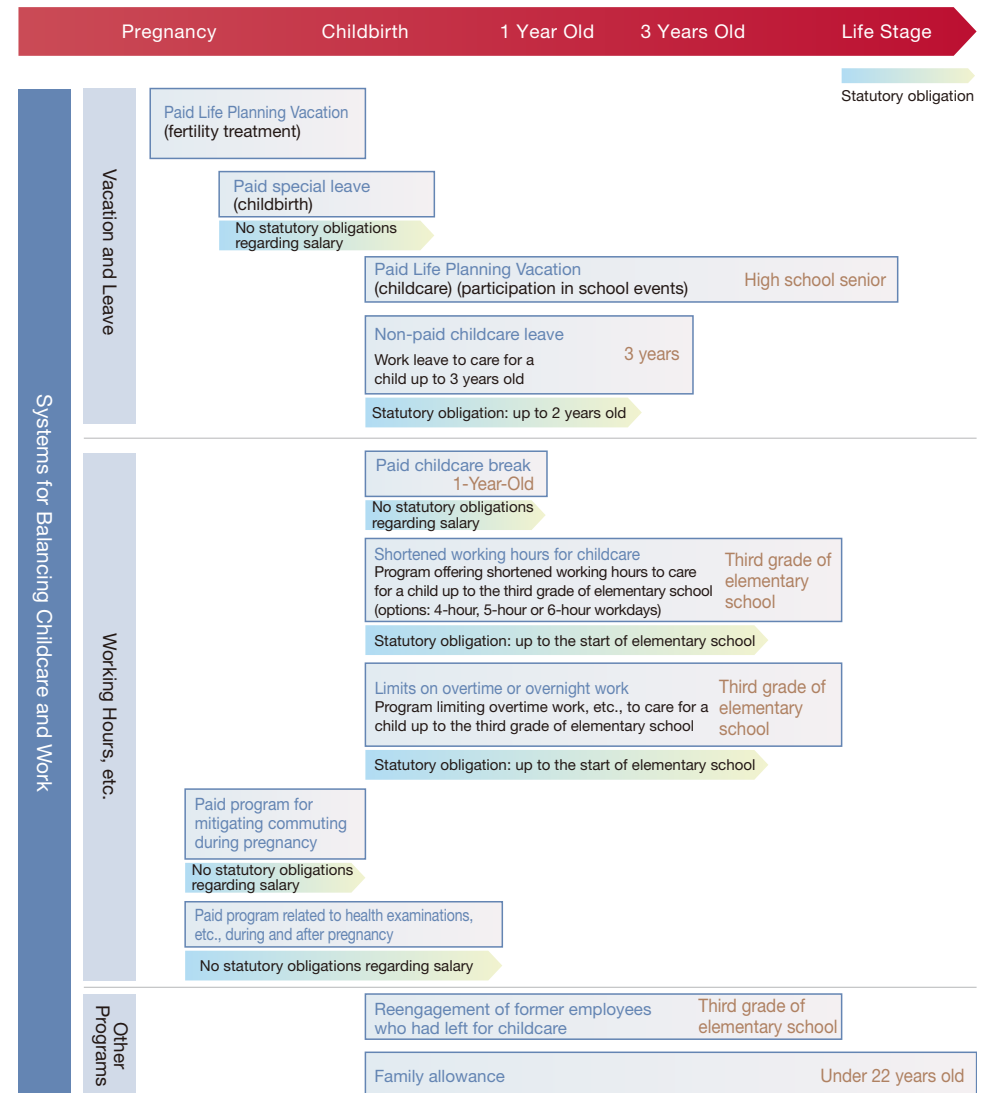 Pregnancy Childbirth 1 Year Old 3 Years Old Life Stage
Statutory obligation
Systems for Balancing Childcare and Work
Vacation and Leave
Paid Life Planning Vacation
(fertility treatment)
Paid special leave
(childbirth)
No statutory obligations
regarding salary
Paid Life Planning Vacation
(childcare) (participation in school events)
High school senior
Non-paid childcare leave
Work leave to care for a
child up to 3 years old
3 years
Statutory obligation: up to 2 years old
Working Hours, etc.
Paid childcare break
1-Year-Old
No statutory obligations
regarding salary
Shortened working hours for childcare
Program offering shortened working hours to care
for a child up to the third grade of elementary school
(options: 4-hour, 5-hour or 6-hour workdays)
Third grade of
elementary
school
Statutory obligation: up to the start of elementary school
Limits on overtime or overnight work
Program limiting overtime work, etc., to care for a
child up to the third grade of elementary school
Third grade of
elementary
school
Statutory obligation: up to the start of elementary school
Paid program for
mitigating commuting
during pregnancy
No statutory obligations
regarding salary
Paid program related to health examinations,
etc., during and after pregnancy
No statutory obligations regarding salary
Other
Programs
Reengagement of former employees
who had left for childcare
Third grade of
elementary school
Family allowance
Under 22 years old